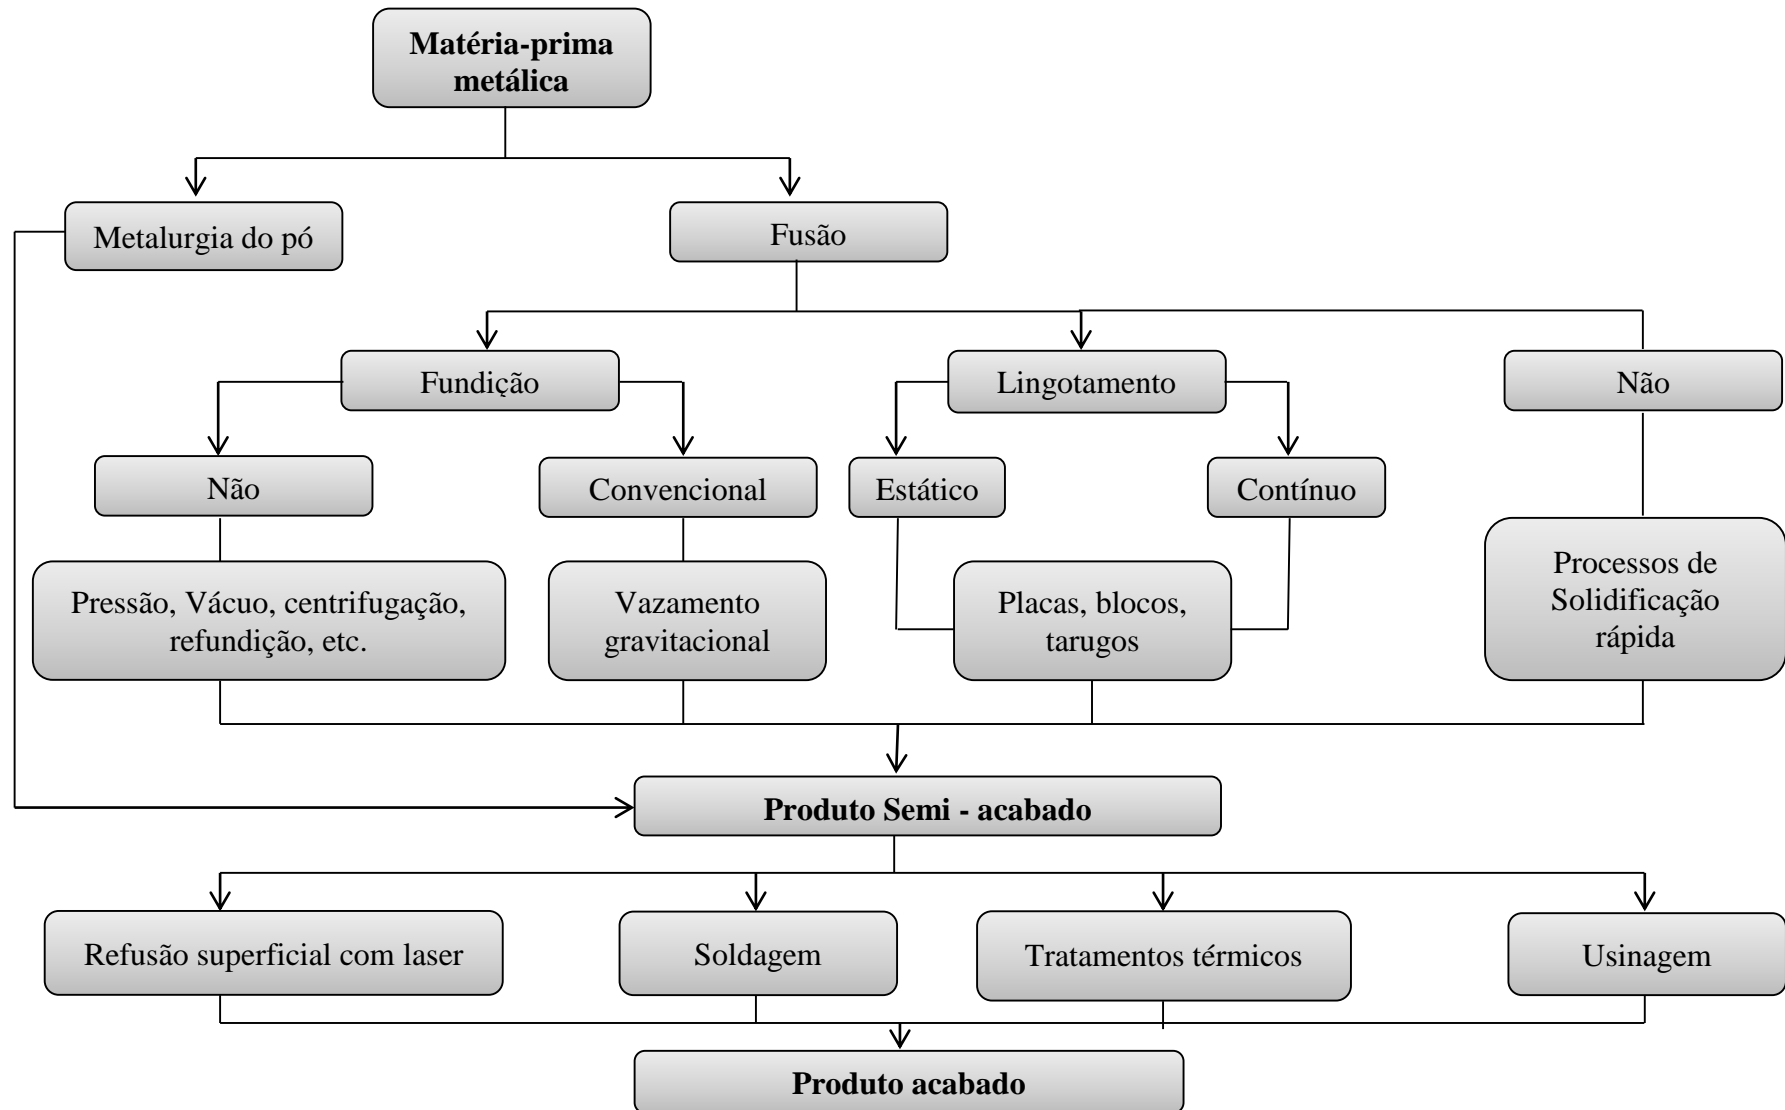 Matéria-prima
metálica
Metalurgia do pó
Fusão
Fundição
Lingotamento
Não
Não
Convencional
Estático
Contínuo
Pressão, Vácuo, centrifugação,
refundição, etc.
Vazamento
gravitacional
Placas, blocos,
tarugos
Processos de
Solidificação
rápida
Produto Semi - acabado
Refusão superficial com laser
Soldagem
Tratamentos térmicos
Usinagem
Produto acabado